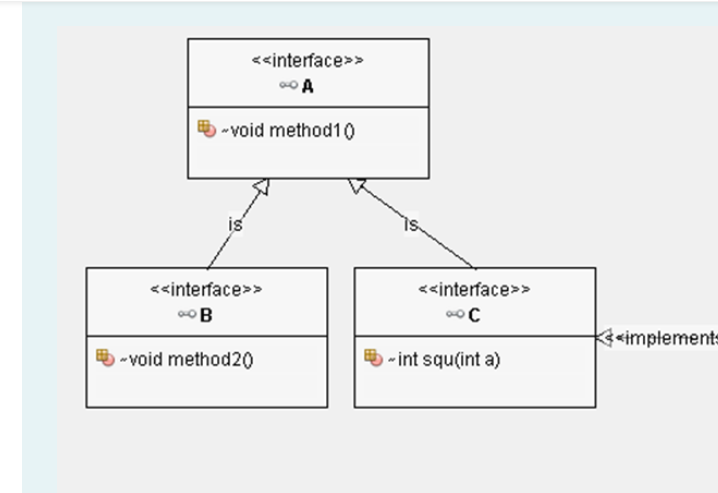 <<interface>>
A
~void method1()
is
is
<<interface>>
B
~void method2()
<<interface>>
C
~int squ(int a)
<<implements